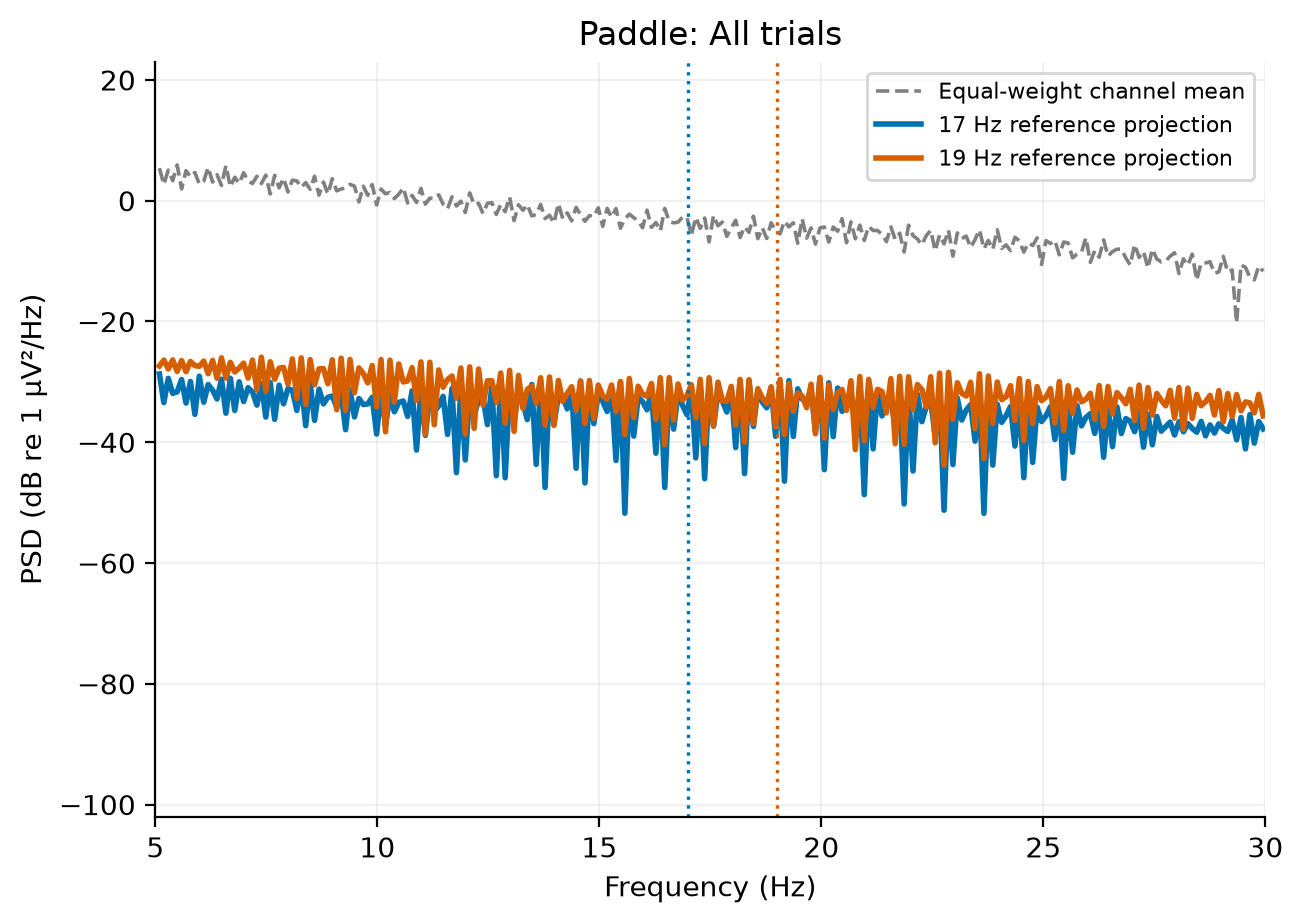 Paddle: All trials
Equal-weight channel mean
17 Hz reference projection
19 Hz reference projection
PSD (dB re 1 µV²/Hz)
20
0
−20
−40
−60
−80
−100
5 10 15 20 25 30
Frequency (Hz)